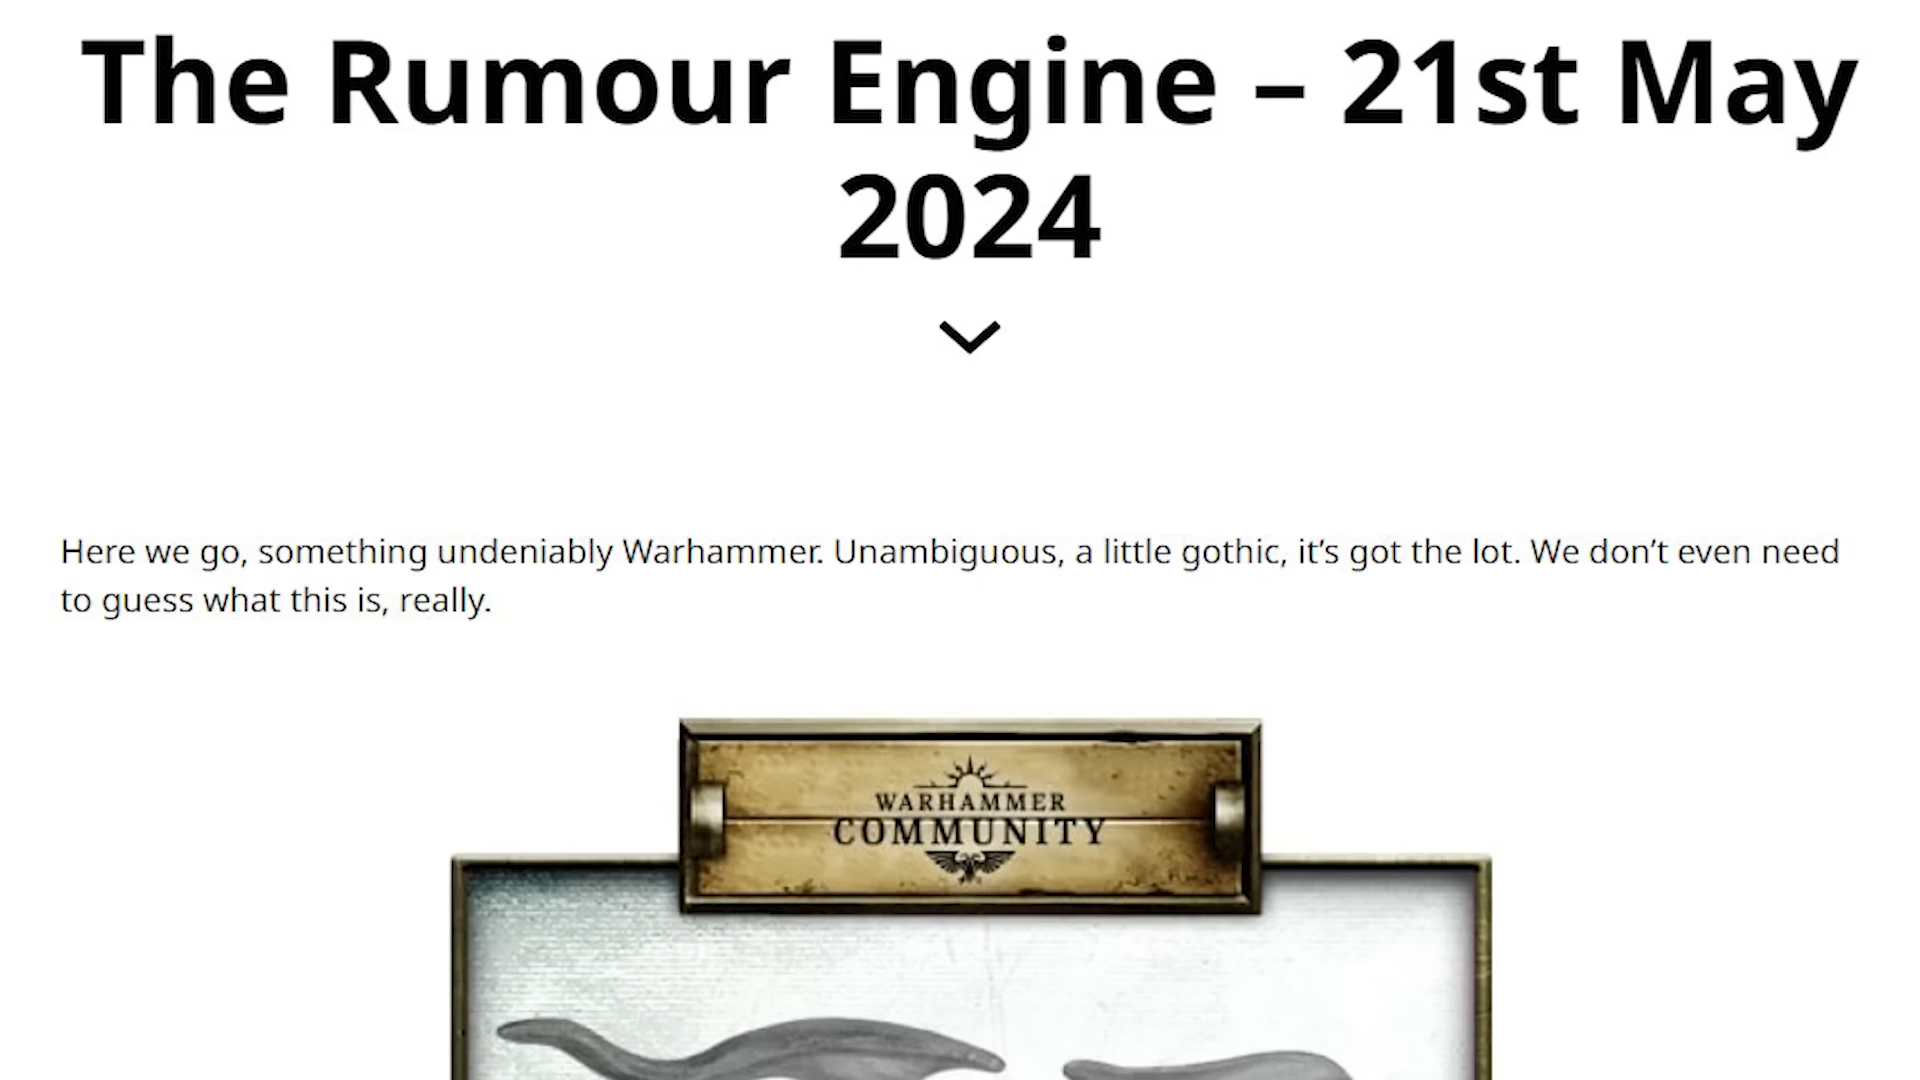 The Rumour Engine – 21st May
2024
Here we go, something undeniably Warhammer. Unambiguous, a little gothic, it’s got the lot. We don’t even need
to guess what this is, really.
WARHAMMER
COMMUNITY